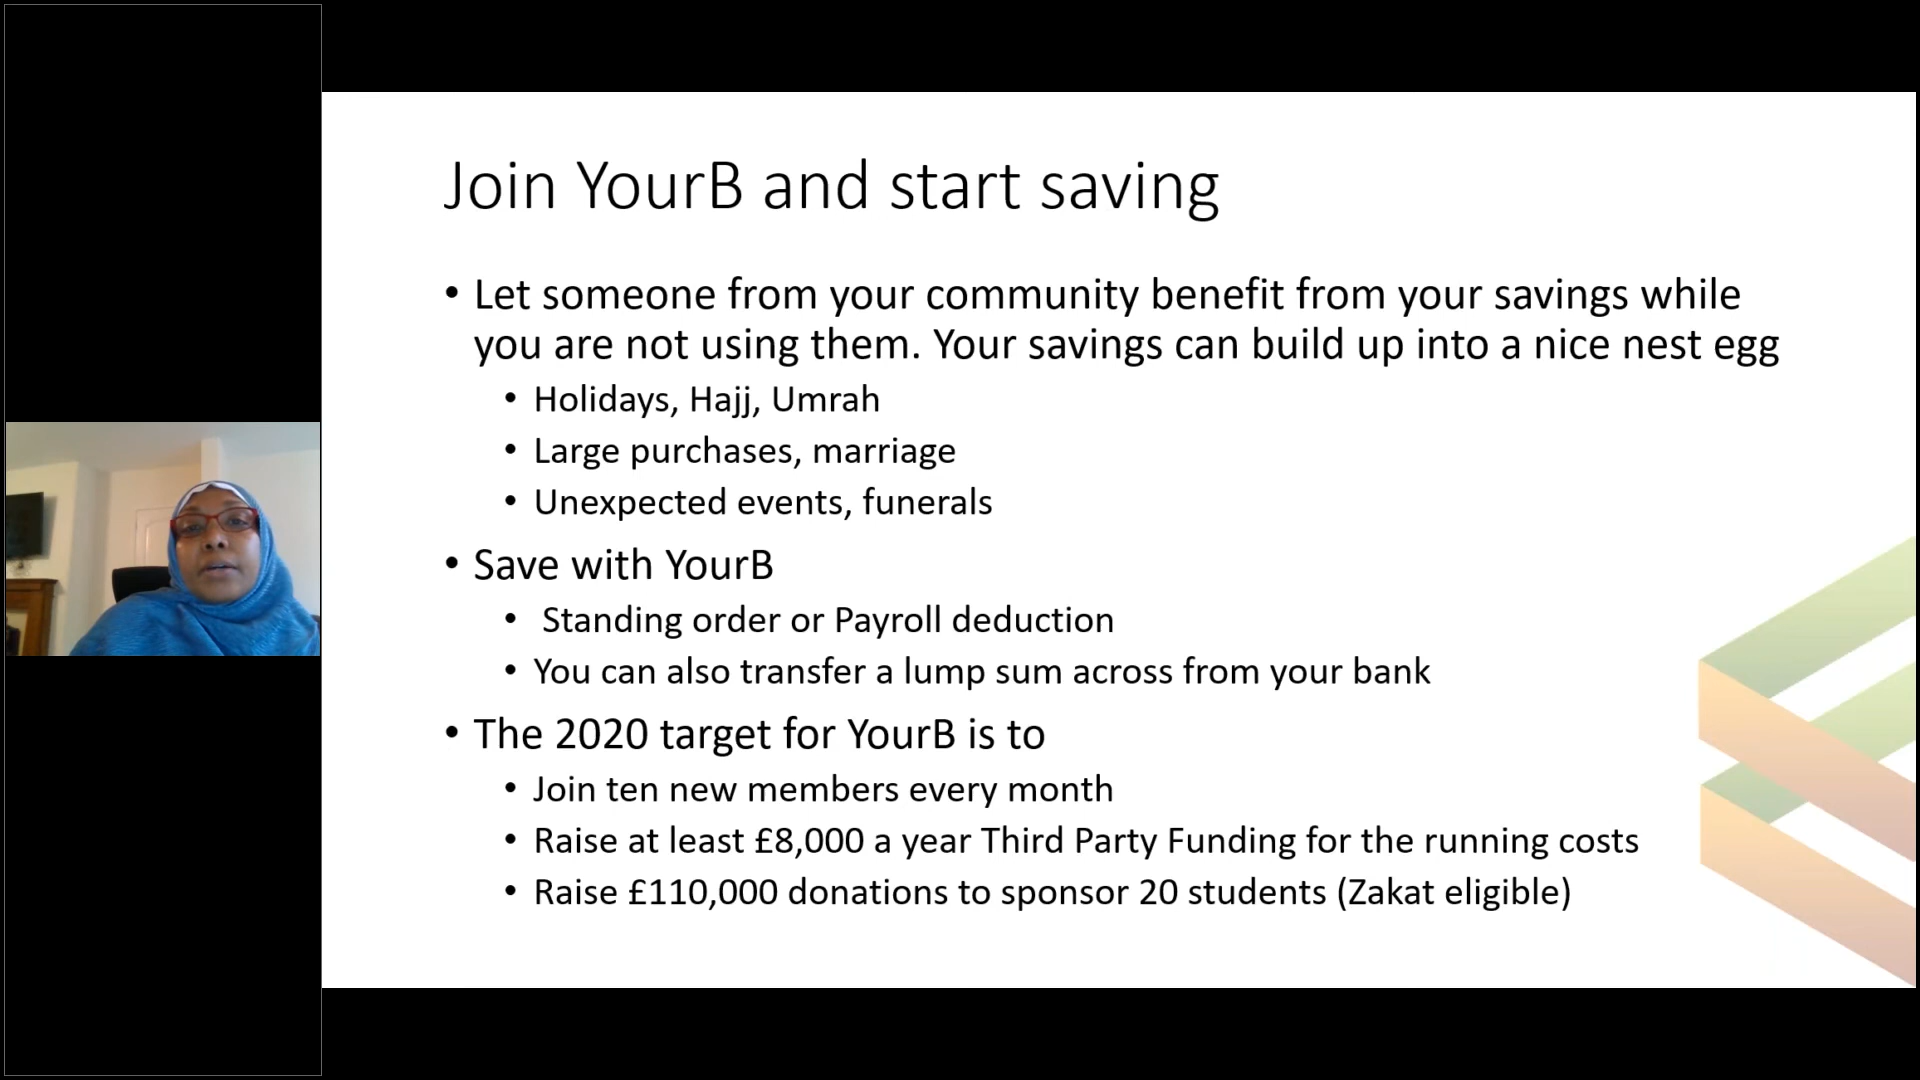 Join YourB and start saving
• Let someone from your community benefit from your savings while
you are not using them. Your savings can build up into a nice nest egg
• Holidays, Hajj, Umrah
• Large purchases, marriage
• Unexpected events, funerals
• Save with YourB
• Standing order or Payroll deduction
• You can also transfer a lump sum across from your bank
• The 2020 target for YourB is to
• Join ten new members every month
• Raise at least £8,000 a year Third Party Funding for the running costs
• Raise £110,000 donations to sponsor 20 students (Zakat eligible)